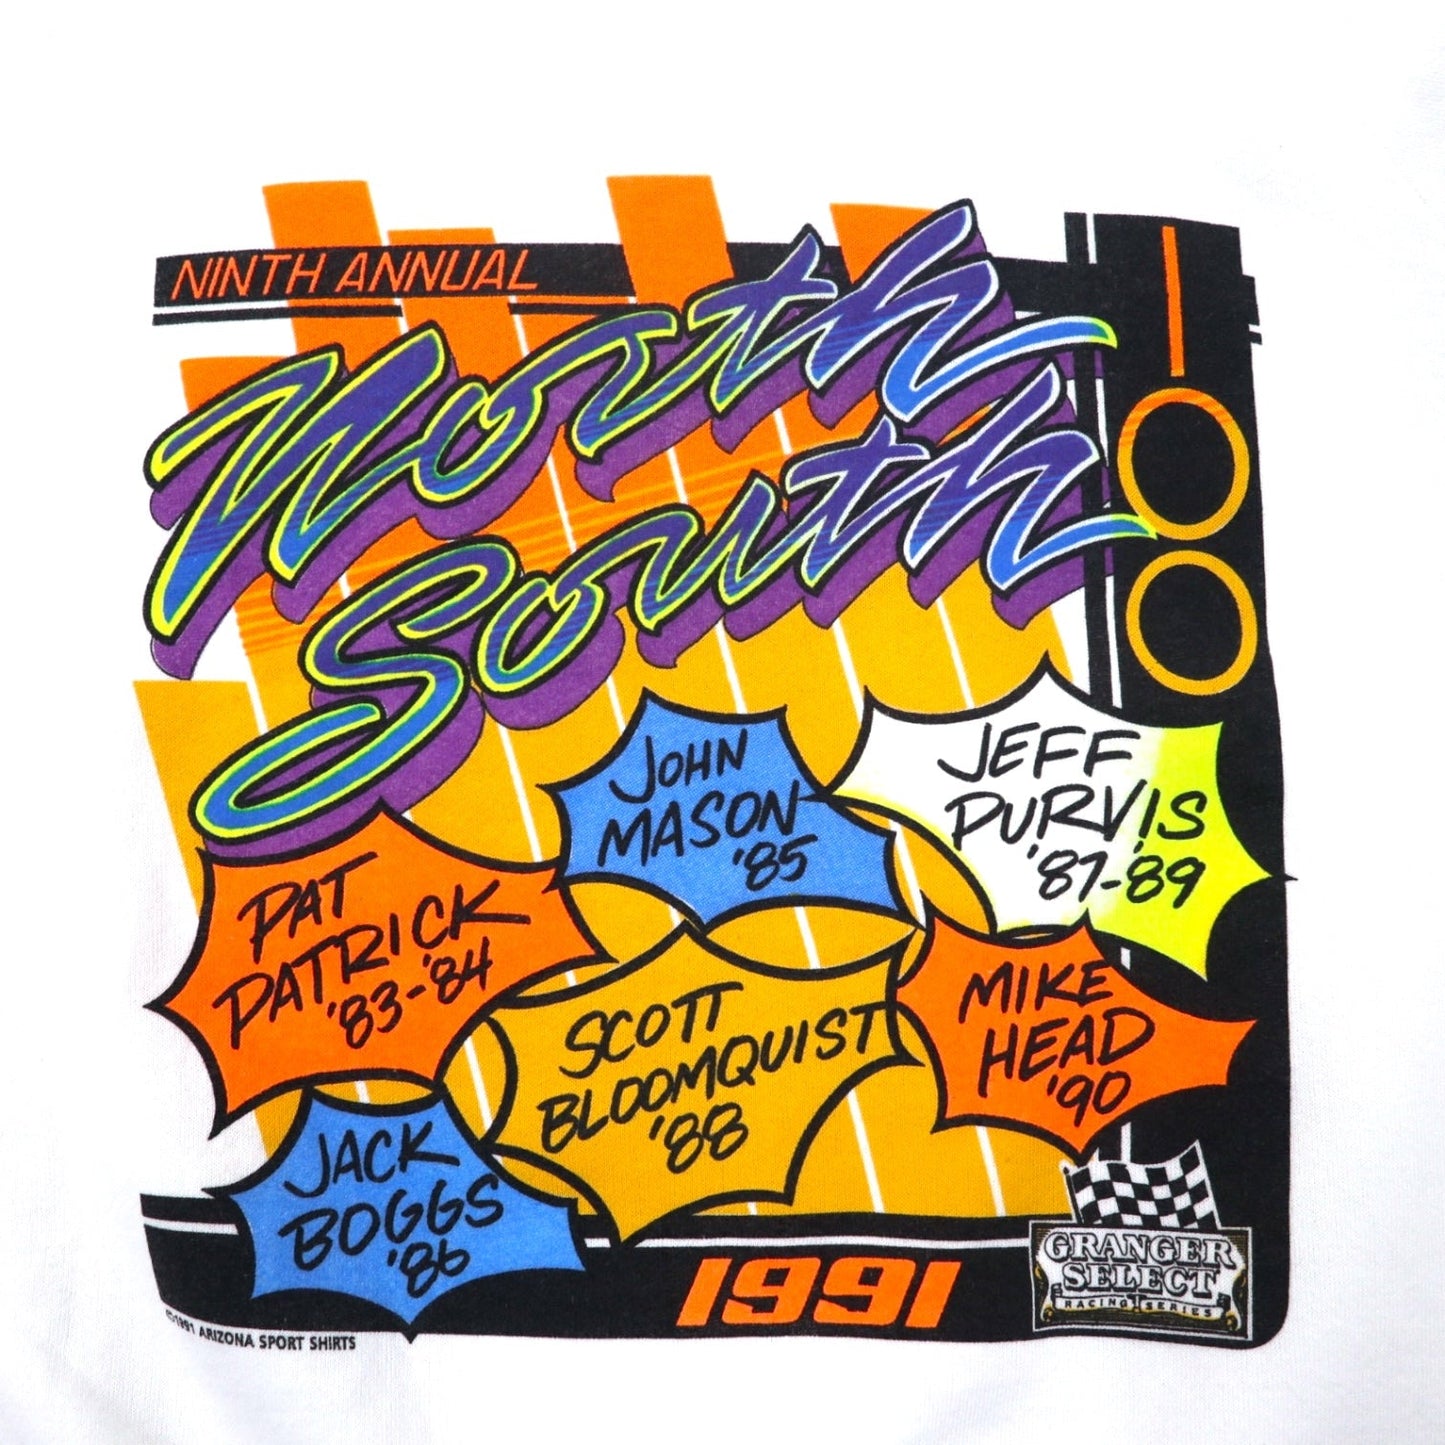 NINTH ANNUAL
North
South
100
JOHN
MASON
'85
JEFF
PURVIS
'87-'89
PAT
PATRICK
'83-'84
SCOTT
BLOOMQUIST
'88
MIKE
HEAD
'90
JACK
BOGGS
'86
1991
GRANGER
SELECT
RACING SERIES
©1991 ARIZONA SPORT SHIRTS